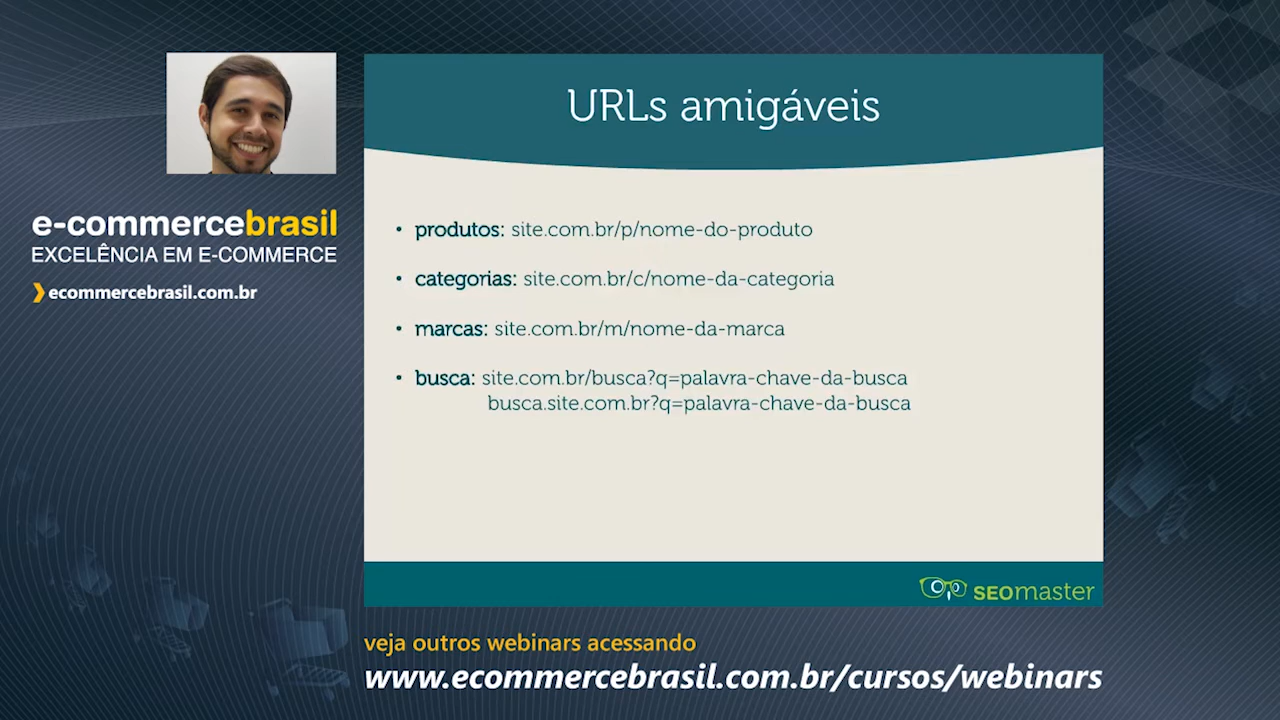 e-commercebrasil
EXCELÊNCIA EM E-COMMERCE
ecommercebrasil.com.br
URLs amigáveis
• produtos: site.com.br/p/nome-do-produto
• categorias: site.com.br/c/nome-da-categoria
• marcas: site.com.br/m/nome-da-marca
• busca: site.com.br/busca?q=palavra-chave-da-busca
busca.site.com.br?q=palavra-chave-da-busca
SEOmaster
veja outros webinars acessando
www.ecommercebrasil.com.br/cursos/webinars